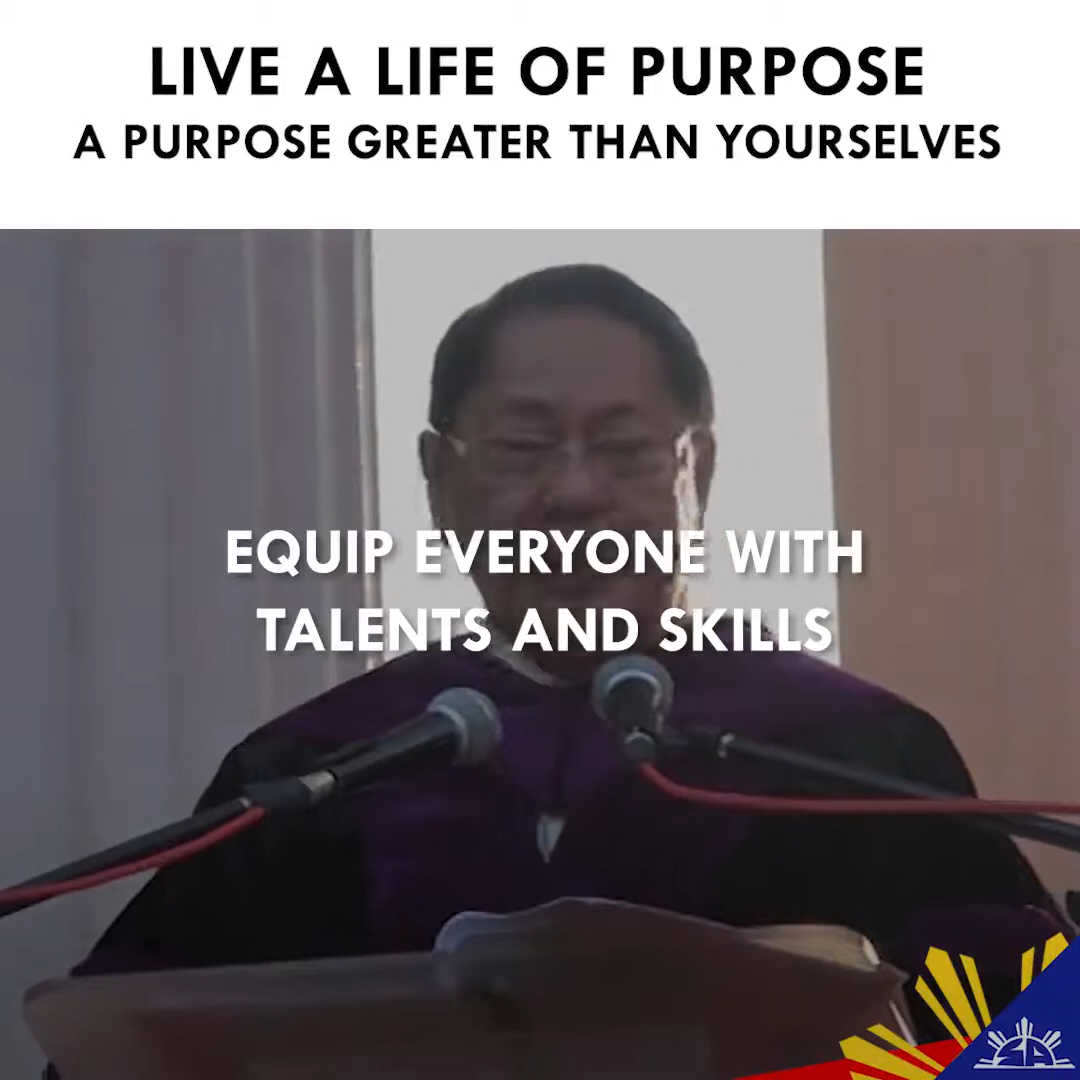 LIVE A LIFE OF PURPOSE
A PURPOSE GREATER THAN YOURSELVES
EQUIP EVERYONE WITH
TALENTS AND SKILLS